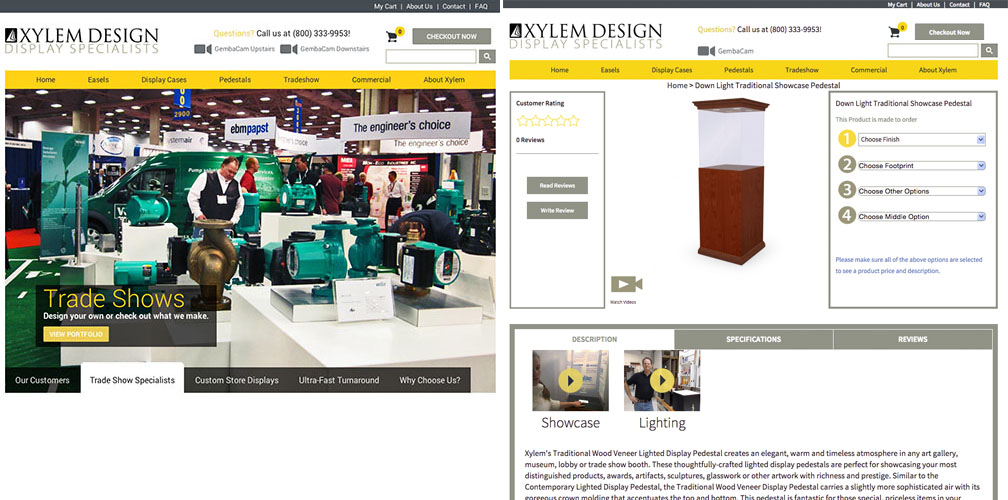 My Cart | About Us | Contact | FAQ
XYLEM DESIGN
DISPLAY SPECIALISTS
Questions? Call us at (800) 333-9953!
GembaCam Upstairs GembaCam Downstairs
0
CHECKOUT NOW
Home Easels Display Cases Pedestals Tradeshow Commercial About Xylem
2900
ebmpapst
The engineer's choice
The engineer's choice
Trade Shows
Design your own or check out what we make.
VIEW PORTFOLIO
Our Customers Trade Show Specialists Custom Store Displays Ultra-Fast Turnaround Why Choose Us?
My Cart | About Us | Contact | FAQ
XYLEM DESIGN
DISPLAY SPECIALISTS
Questions? Call us at (800) 333-9953!
GembaCam
0
Checkout Now
Home Easels Display Cases Pedestals Tradeshow Commercial About Xylem
Home > Down Light Traditional Showcase Pedestal
Customer Rating
0 Reviews
Read Reviews
Write Review
Watch Videos
Down Light Traditional Showcase Pedestal
This Product is made to order
1 Choose Finish
2 Choose Footprint
3 Choose Other Options
4 Choose Middle Option
Please make sure all of the above options are selected
to see a product price and description.
DESCRIPTION SPECIFICATIONS REVIEWS
Showcase Lighting
Xylem's Traditional Wood Veneer Lighted Display Pedestal creates an elegant, warm and timeless atmosphere in any art gallery,
museum, lobby or trade show booth. These thoughtfully-crafted lighted display pedestals are perfect for showcasing your most
distinguished products, awards, artifacts, sculptures, glasswork or other artwork with richness and prestige. Similar to the
Contemporary Lighted Display Pedestal, the Traditional Wood Veneer Display Pedestal carries a slightly more sophisticated air with its
gorgeous crown molding that accentuates the top and bottom. This pedestal is fantastic for those special, priceless items in your